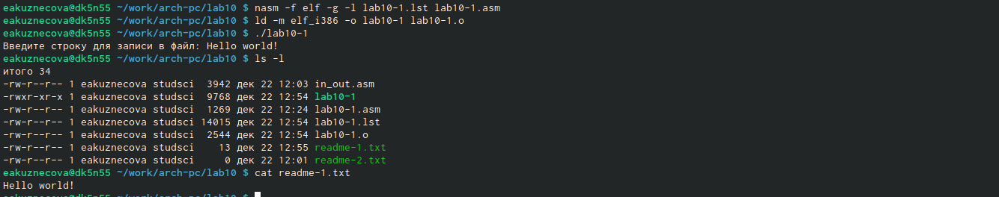 eakuznecova@dk5n55 ~/work/arch-pc/lab10 $ nasm -f elf -g -l lab10-1.lst lab10-1.asm
eakuznecova@dk5n55 ~/work/arch-pc/lab10 $ ld -m elf_i386 -o lab10-1 lab10-1.o
eakuznecova@dk5n55 ~/work/arch-pc/lab10 $ ./lab10-1
Введите строку для записи в файл: Hello world!
eakuznecova@dk5n55 ~/work/arch-pc/lab10 $ ls -l
итого 34
-rw-r--r-- 1 eakuznecova studsci  3942 дек 22 12:03 in_out.asm
-rwxr-xr-x 1 eakuznecova studsci  9768 дек 22 12:54 lab10-1
-rw-r--r-- 1 eakuznecova studsci  1269 дек 22 12:24 lab10-1.asm
-rw-r--r-- 1 eakuznecova studsci 14015 дек 22 12:54 lab10-1.lst
-rw-r--r-- 1 eakuznecova studsci  2544 дек 22 12:54 lab10-1.o
-rw-r--r-- 1 eakuznecova studsci    13 дек 22 12:55 readme-1.txt
-rw-r--r-- 1 eakuznecova studsci     0 дек 22 12:01 readme-2.txt
eakuznecova@dk5n55 ~/work/arch-pc/lab10 $ cat readme-1.txt
Hello world!
eakuznecova@dk5n55 ~/work/arch-pc/lab10 $